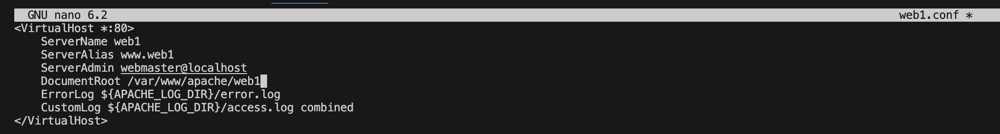 GNU nano 6.2 web1.conf *
<VirtualHost *:80>
    ServerName web1
    ServerAlias www.web1
    ServerAdmin webmaster@localhost
    DocumentRoot /var/www/apache/web1
    ErrorLog ${APACHE_LOG_DIR}/error.log
    CustomLog ${APACHE_LOG_DIR}/access.log combined
</VirtualHost>